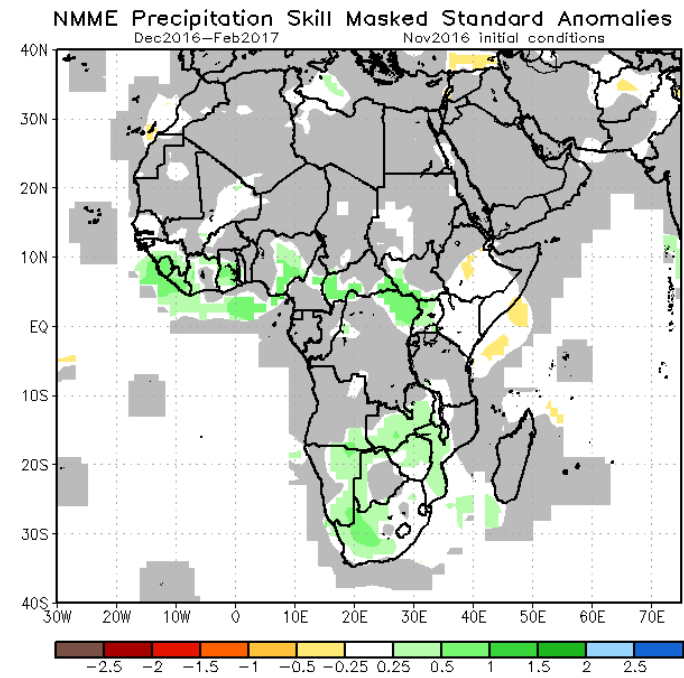 NMME Precipitation Skill Masked Standard Anomalies
Dec2016–Feb2017 Nov2016 initial conditions
40N
30N
20N
10N
EQ
10S
20S
30S
40S
30W 20W 10W 0 10E 20E 30E 40E 50E 60E 70E
-2.5 -2 -1.5 -1 -0.5 -0.25 0.25 0.5 1 1.5 2 2.5